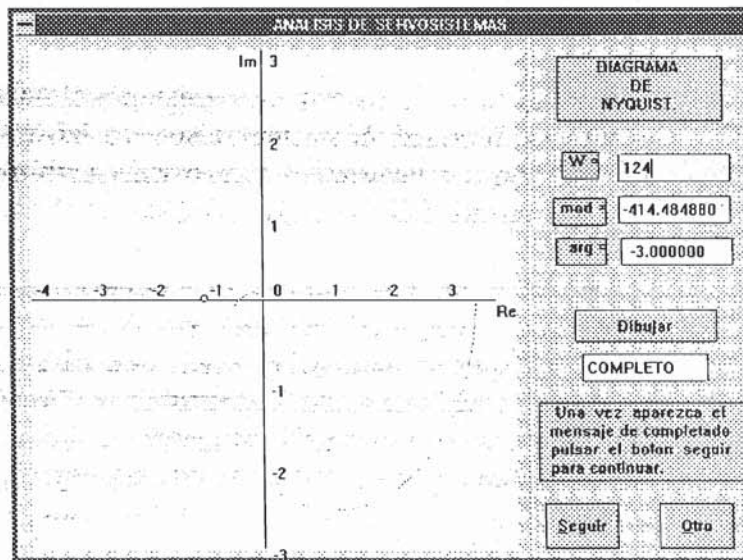 ANALISIS DE SERVOSISTEMAS
Im 3
2
1
-4 -3 -2 -1 0 1 2 3
Re
-1
-2
-3
DIAGRAMA
DE
NYQUIST.
W = 124
mod = -414.484880
arg = -3.000000
Dibujar
COMPLETO
Una vez aparezca el
mensaje de completado
pulsar el boton seguir
para continuar.
Seguir Otro